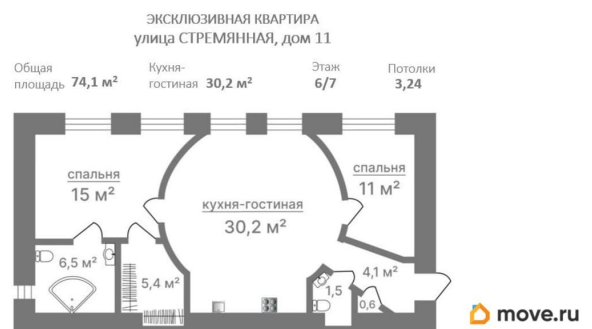 ЭКСКЛЮЗИВНАЯ КВАРТИРА
улица СТРЕМЯННАЯ, дом 11
Общая площадь 74,1 м²
Кухня-гостиная 30,2 м²
Этаж 6/7
Потолки 3,24
спальня
15 м²
кухня-гостиная
30,2 м²
спальня
11 м²
6,5 м²
5,4 м²
1,5
4,1 м²
0,6
move.ru